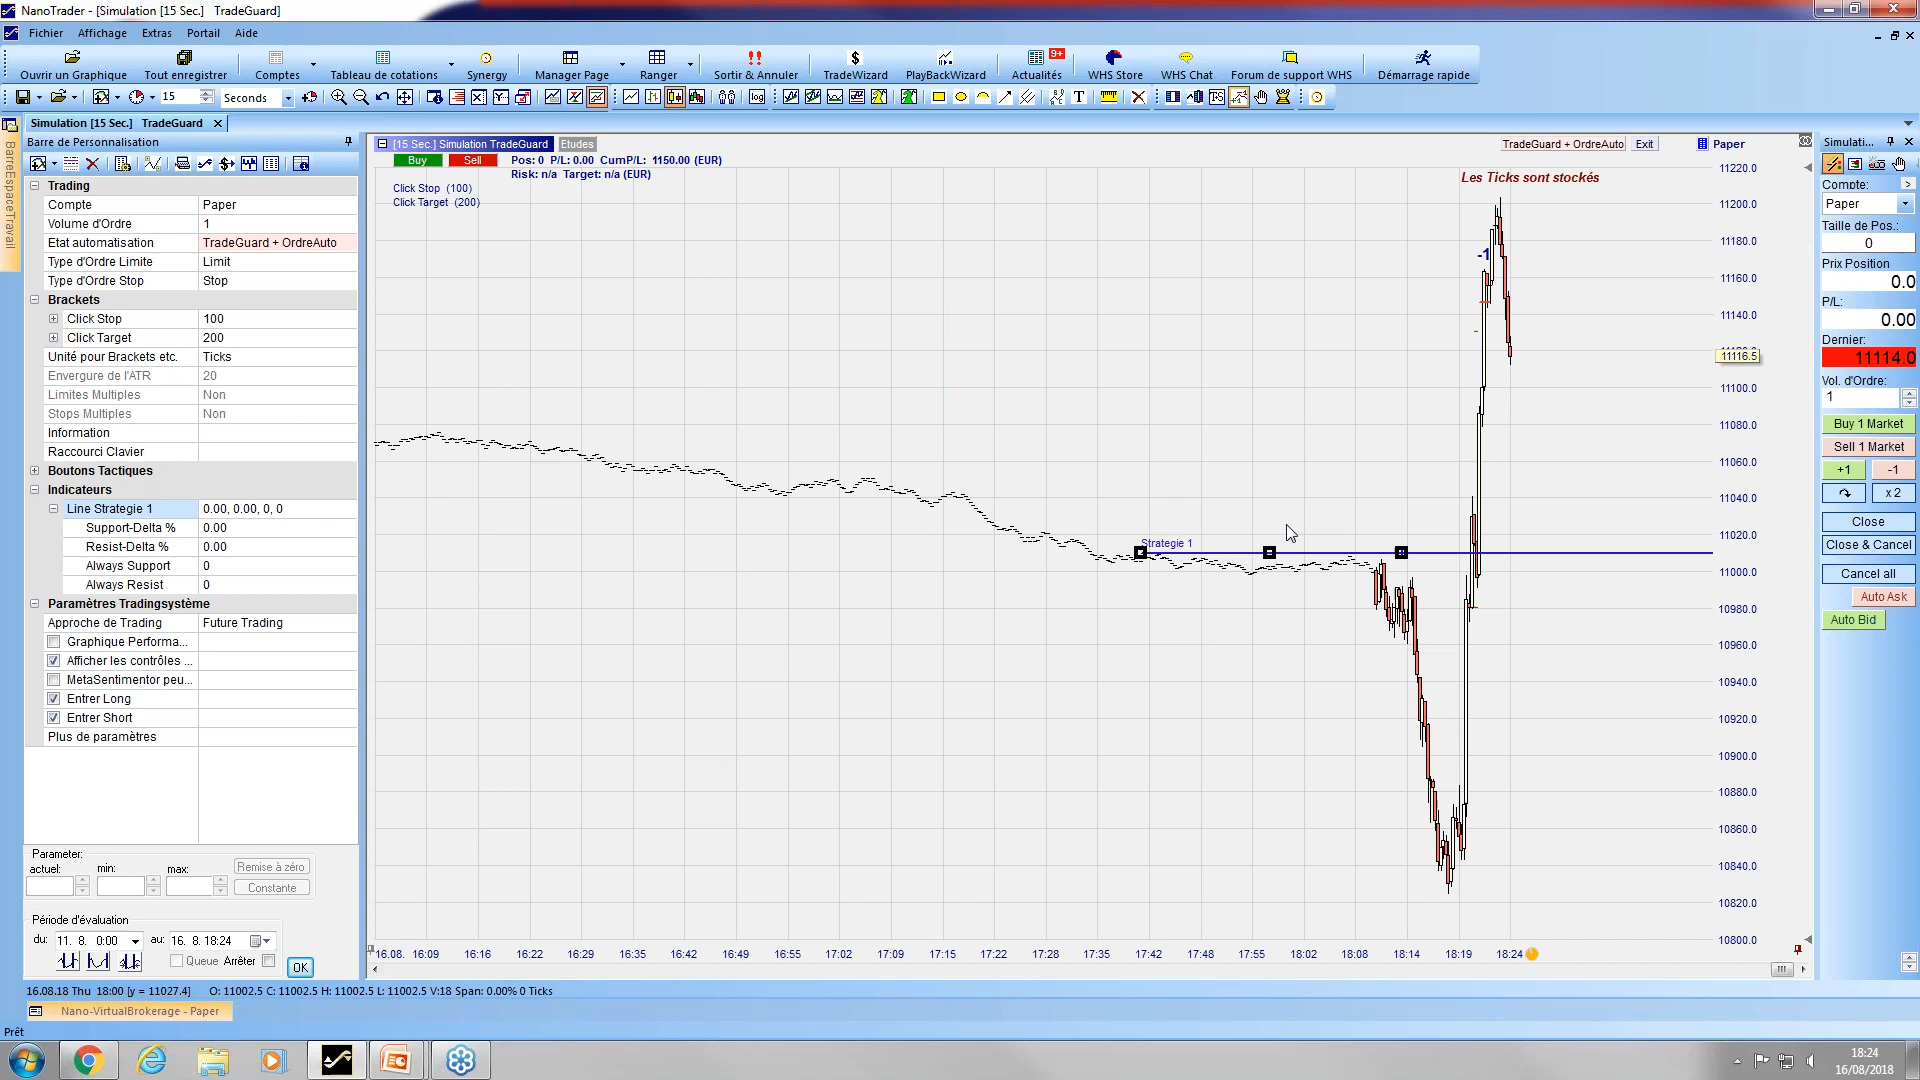 NanoTrader - [Simulation [15 Sec.]   TradeGuard]
Fichier Affichage Extras Portail Aide
Ouvrir un Graphique Tout enregistrer Comptes Tableau de cotations Synergy Manager Page Ranger Sortir & Annuler TradeWizard PlayBackWizard 9+ Actualités WHS Store WHS Chat Forum de support WHS Démarrage rapide
15 Seconds
Simulation [15 Sec.]   TradeGuard
BarreEspaceTravail
Barre de Personnalisation
Trading
Compte Paper
Volume d'Ordre 1
Etat automatisation TradeGuard + OrdreAuto
Type d'Ordre Limite Limit
Type d'Ordre Stop Stop
Brackets
Click Stop 100
Click Target 200
Unité pour Brackets etc. Ticks
Envergure de l'ATR 20
Limites Multiples Non
Stops Multiples Non
Information
Raccourci Clavier
Boutons Tactiques
Indicateurs
Line Strategie 1 0.00, 0.00, 0, 0
Support-Delta % 0.00
Resist-Delta % 0.00
Always Support 0
Always Resist 0
Paramètres Tradingsystème
Approche de Trading Future Trading
Graphique Performa...
Afficher les contrôles ...
MetaSentimentor peu...
Entrer Long
Entrer Short
Plus de paramètres
Parameter:
actuel: min: max: Remise à zéro
Constante
Période d'évaluation
du: 11. 8. 0:00 au: 16. 8. 18:24
Queue Arrêter OK
[15 Sec.] Simulation TradeGuard Etudes
TradeGuard + OrdreAuto Exit Paper
Buy Sell Pos: 0 P/L: 0.00 CumP/L: 1150.00 (EUR)
Risk: n/a Target: n/a (EUR)
Click Stop (100)
Click Target (200)
Les Ticks sont stockés
-1
Strategie 1
11220.0
11200.0
11180.0
11160.0
11140.0
11116.5
11100.0
11080.0
11060.0
11040.0
11020.0
11000.0
10980.0
10960.0
10940.0
10920.0
10900.0
10880.0
10860.0
10840.0
10820.0
10800.0
16.08. 16:09 16:16 16:22 16:29 16:35 16:42 16:49 16:55 17:02 17:09 17:15 17:22 17:28 17:35 17:42 17:48 17:55 18:02 18:08 18:14 18:19 18:24
Simulati...
Compte:
Paper
Taille de Pos.:
0
Prix Position
0.0
P/L:
0.00
Dernier:
11114.0
Vol. d'Ordre:
1
Buy 1 Market
Sell 1 Market
+1 -1
x 2
Close
Close & Cancel
Cancel all
Auto Ask
Auto Bid
16.08.18 Thu 18:00 [y = 11027.4] O: 11002.5 C: 11002.5 H: 11002.5 L: 11002.5 V:18 Span: 0.00% 0 Ticks
Nano-VirtualBrokerage - Paper
Prêt
18:24
16/08/2018